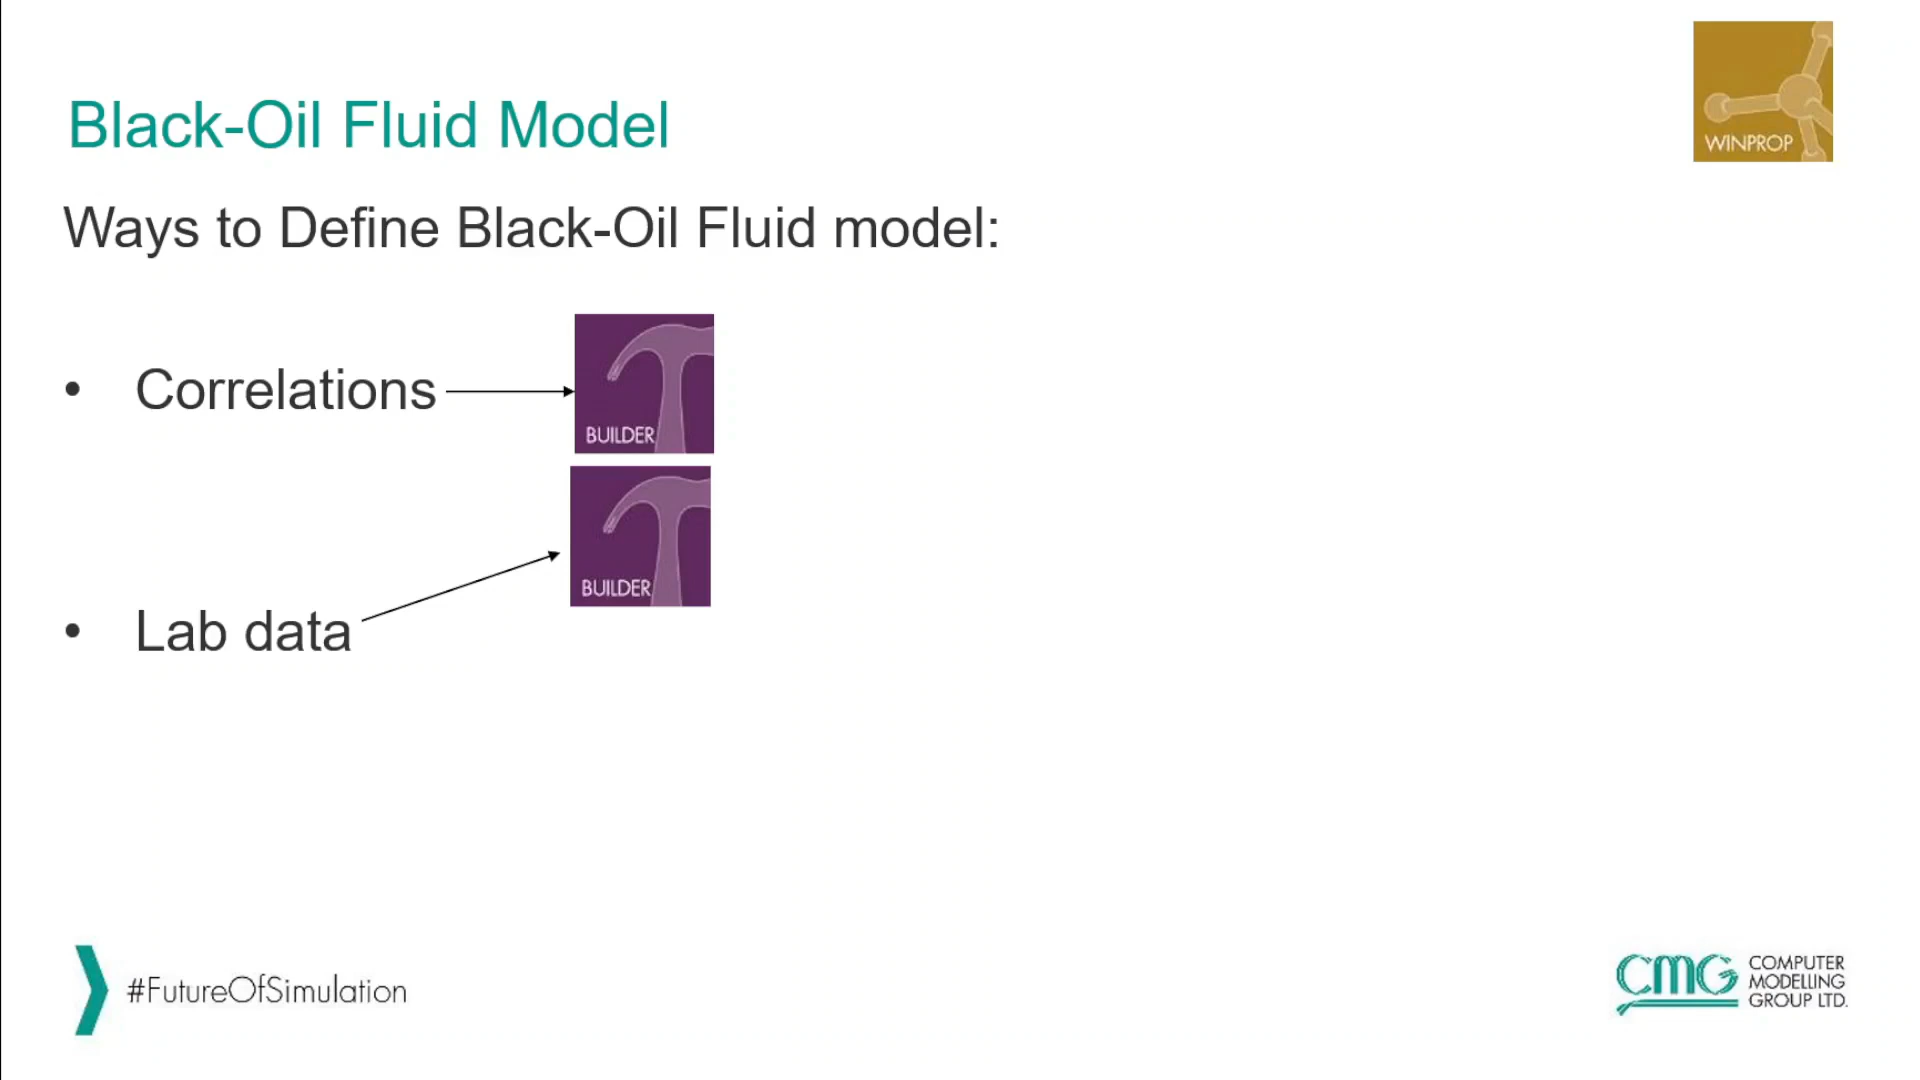 WINPROP
Black-Oil Fluid Model
Ways to Define Black-Oil Fluid model:
• Correlations
BUILDER
BUILDER
• Lab data
#FutureOfSimulation
CMG
COMPUTER
MODELLING
GROUP LTD.